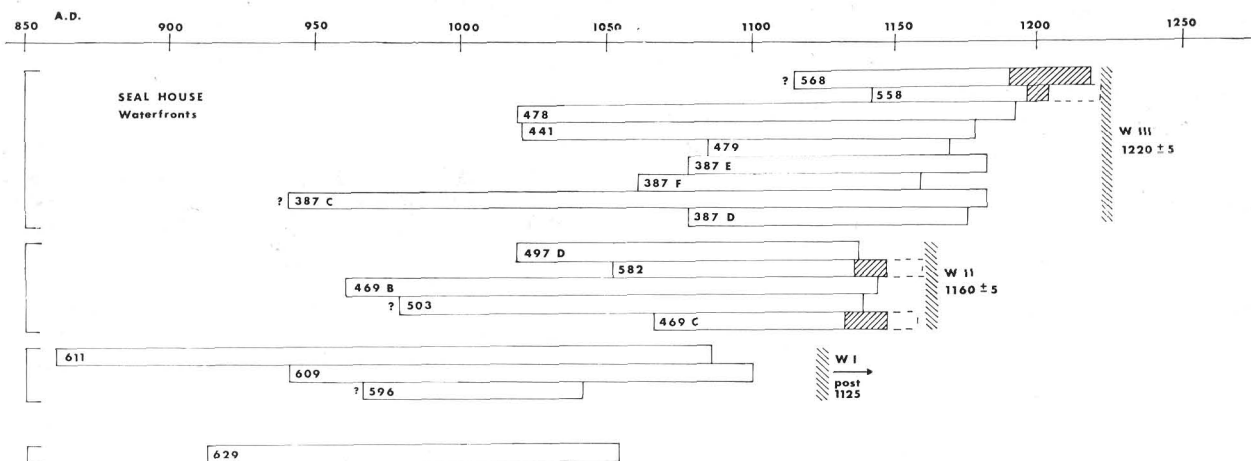 A.D.
850 900 950 1000 1050 1100 1150 1200 1250
SEAL HOUSE
Waterfronts
? 568
558
478
441
479
387 E
387 F
? 387 C
387 D
W III
1220 ±5
497 D
582
469 B
? 503
469 C
W II
1160 ±5
611
609
? 596
W I
post
1125
629